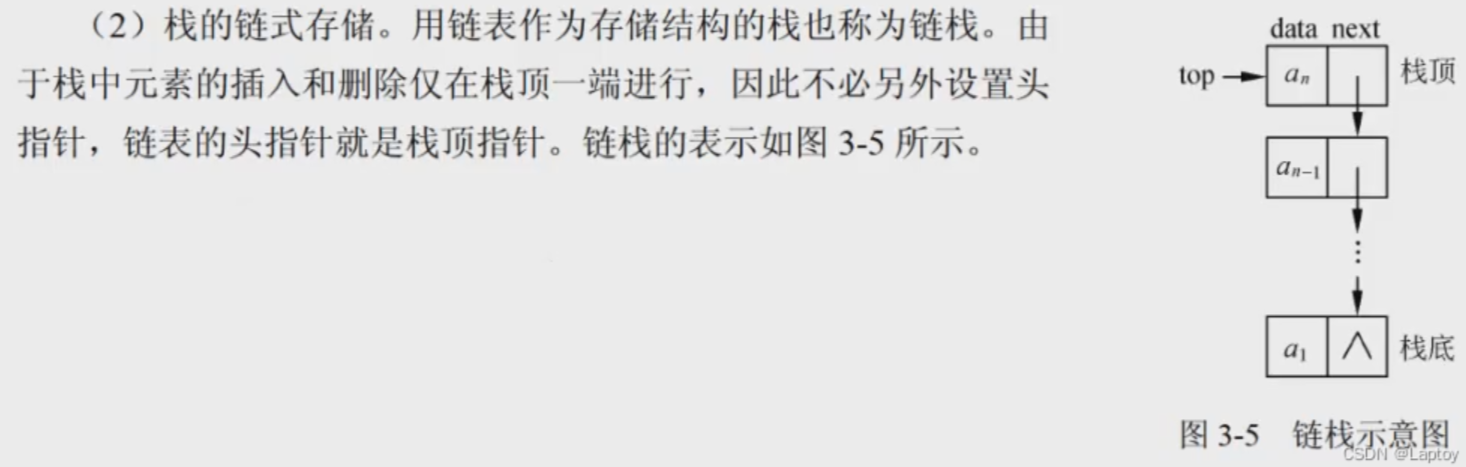 （2）栈的链式存储。用链表作为存储结构的栈也称为链栈。由
于栈中元素的插入和删除仅在栈顶一端进行，因此不必另外设置头
指针，链表的头指针就是栈顶指针。链栈的表示如图 3-5 所示。
data next
top aₙ 栈顶
aₙ₋₁
⋮
a₁ ∧ 栈底
图 3-5 链栈示意图
CSDN @Laptoy